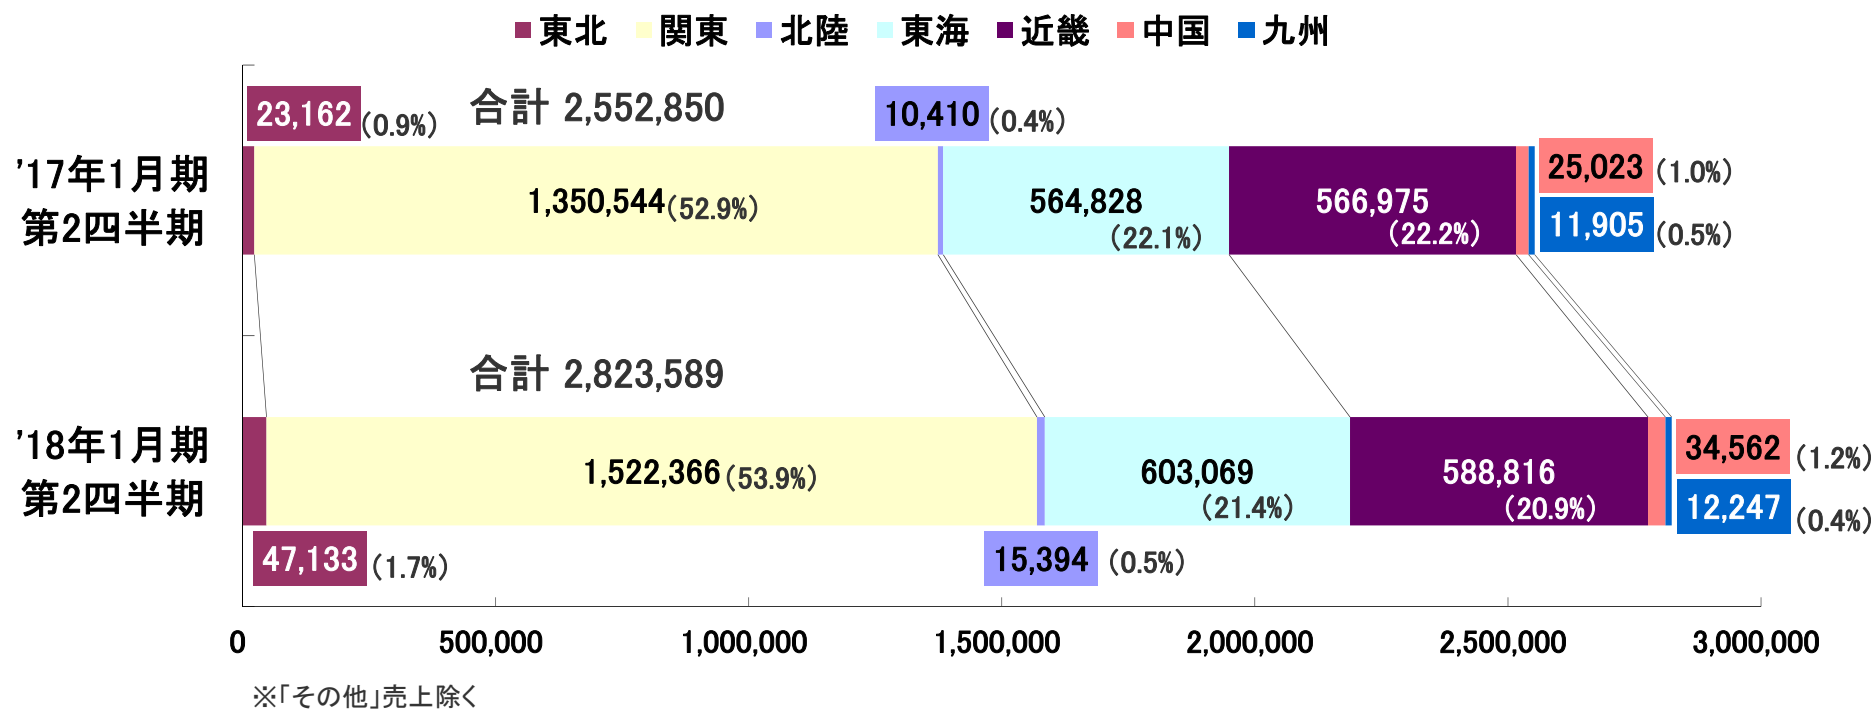 東北 関東 北陸 東海 近畿 中国 九州
23,162 (0.9%) 合計 2,552,850 10,410 (0.4%)
'17年1月期
第2四半期
1,350,544 (52.9%) 564,828 (22.1%) 566,975 (22.2%)
25,023 (1.0%)
11,905 (0.5%)
合計 2,823,589
'18年1月期
第2四半期
1,522,366 (53.9%) 603,069 (21.4%) 588,816 (20.9%)
34,562 (1.2%)
12,247 (0.4%)
47,133 (1.7%) 15,394 (0.5%)
0 500,000 1,000,000 1,500,000 2,000,000 2,500,000 3,000,000
※「その他」売上除く